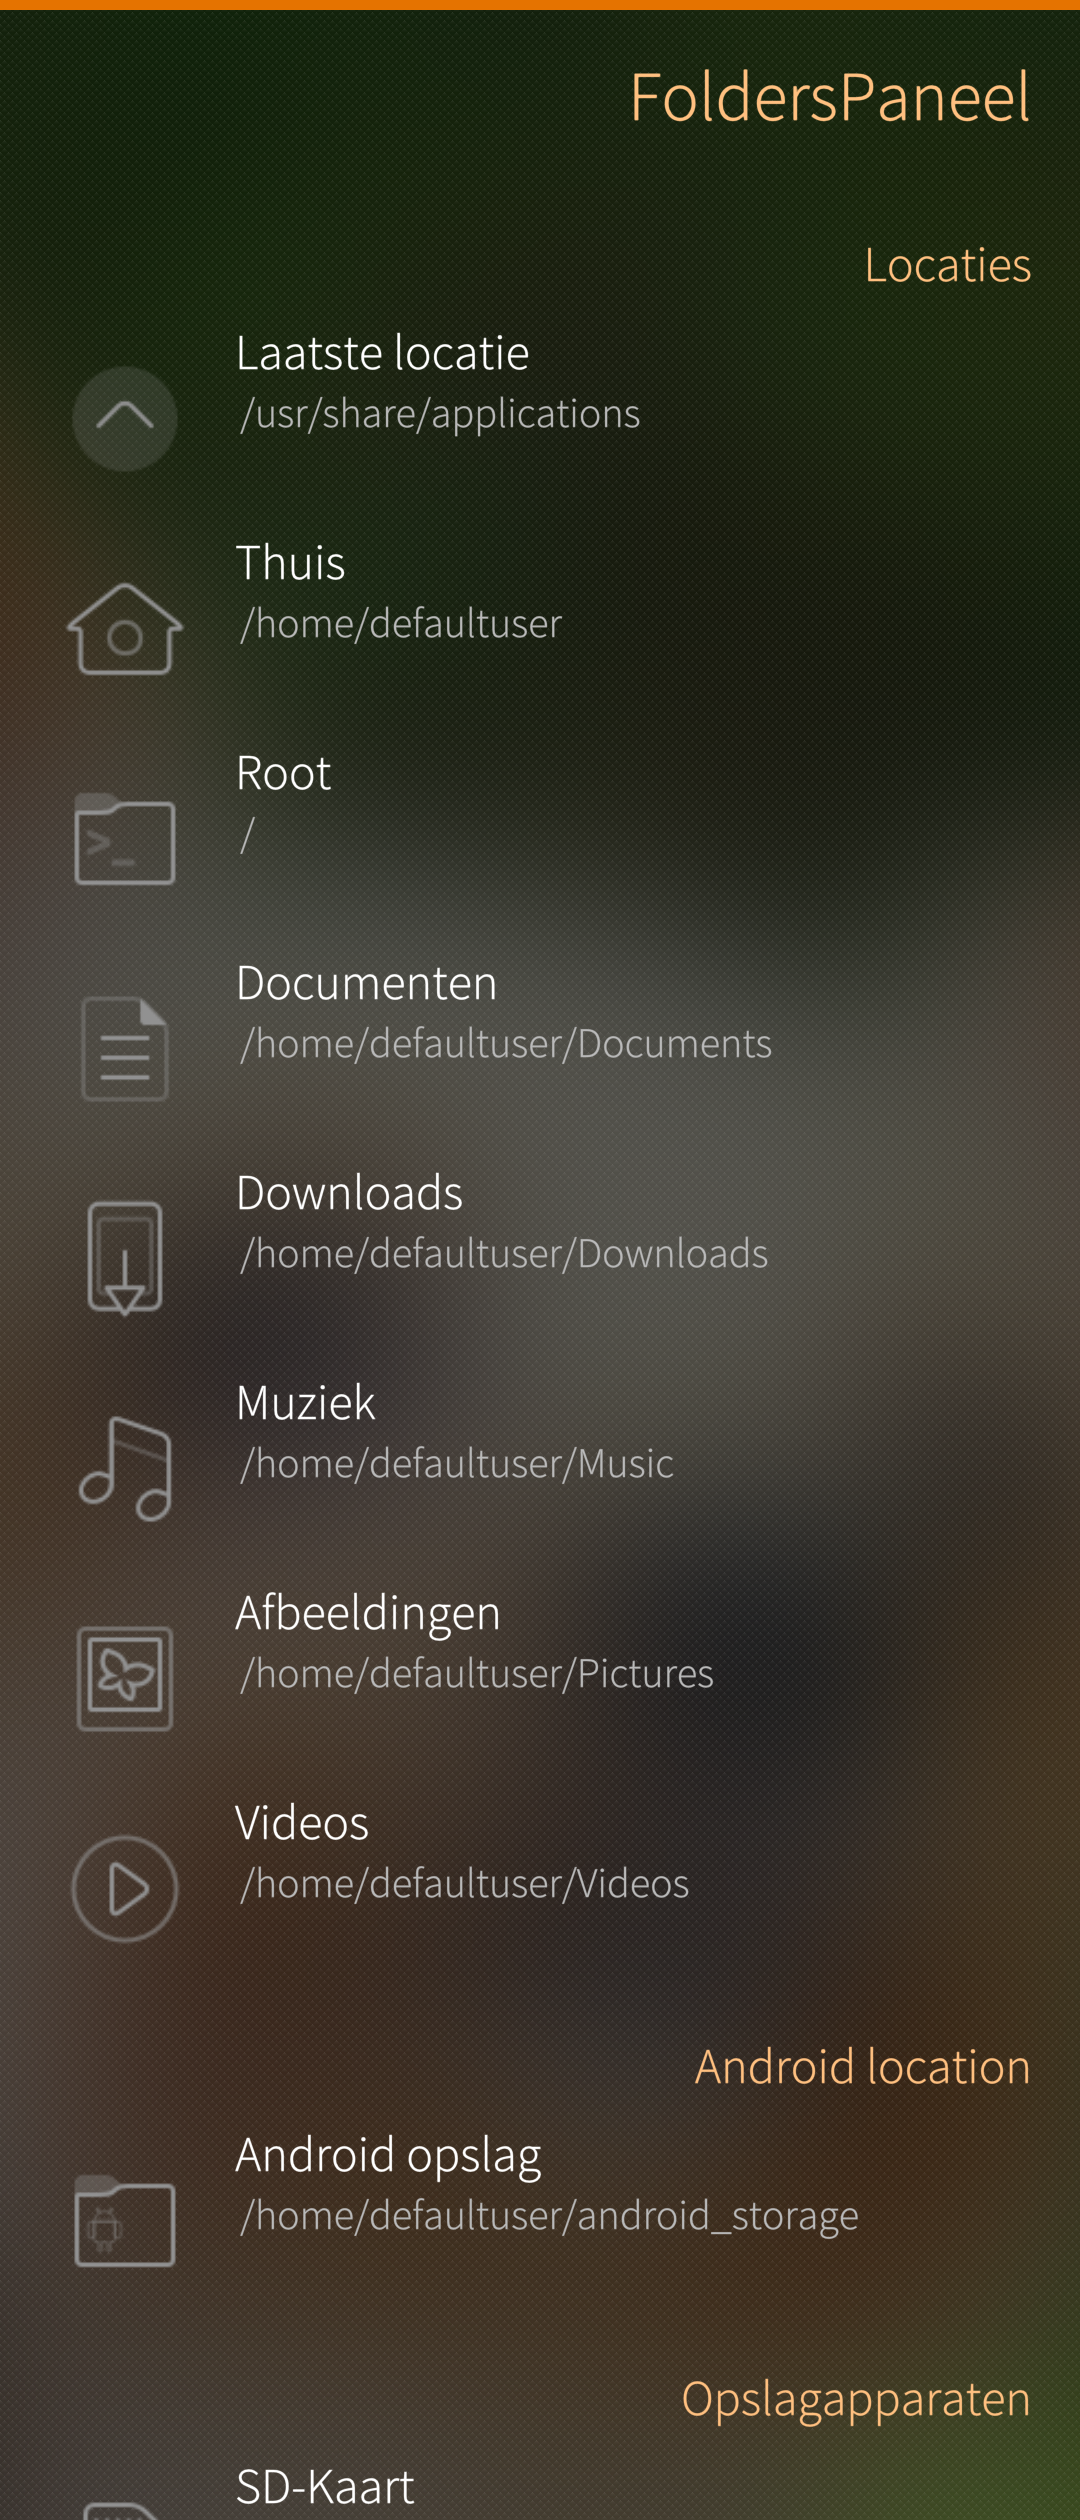 FoldersPaneel
Locaties
Laatste locatie
/usr/share/applications
Thuis
/home/defaultuser
Root
/
Documenten
/home/defaultuser/Documents
Downloads
/home/defaultuser/Downloads
Muziek
/home/defaultuser/Music
Afbeeldingen
/home/defaultuser/Pictures
Videos
/home/defaultuser/Videos
Android location
Android opslag
/home/defaultuser/android_storage
Opslagapparaten
SD-Kaart